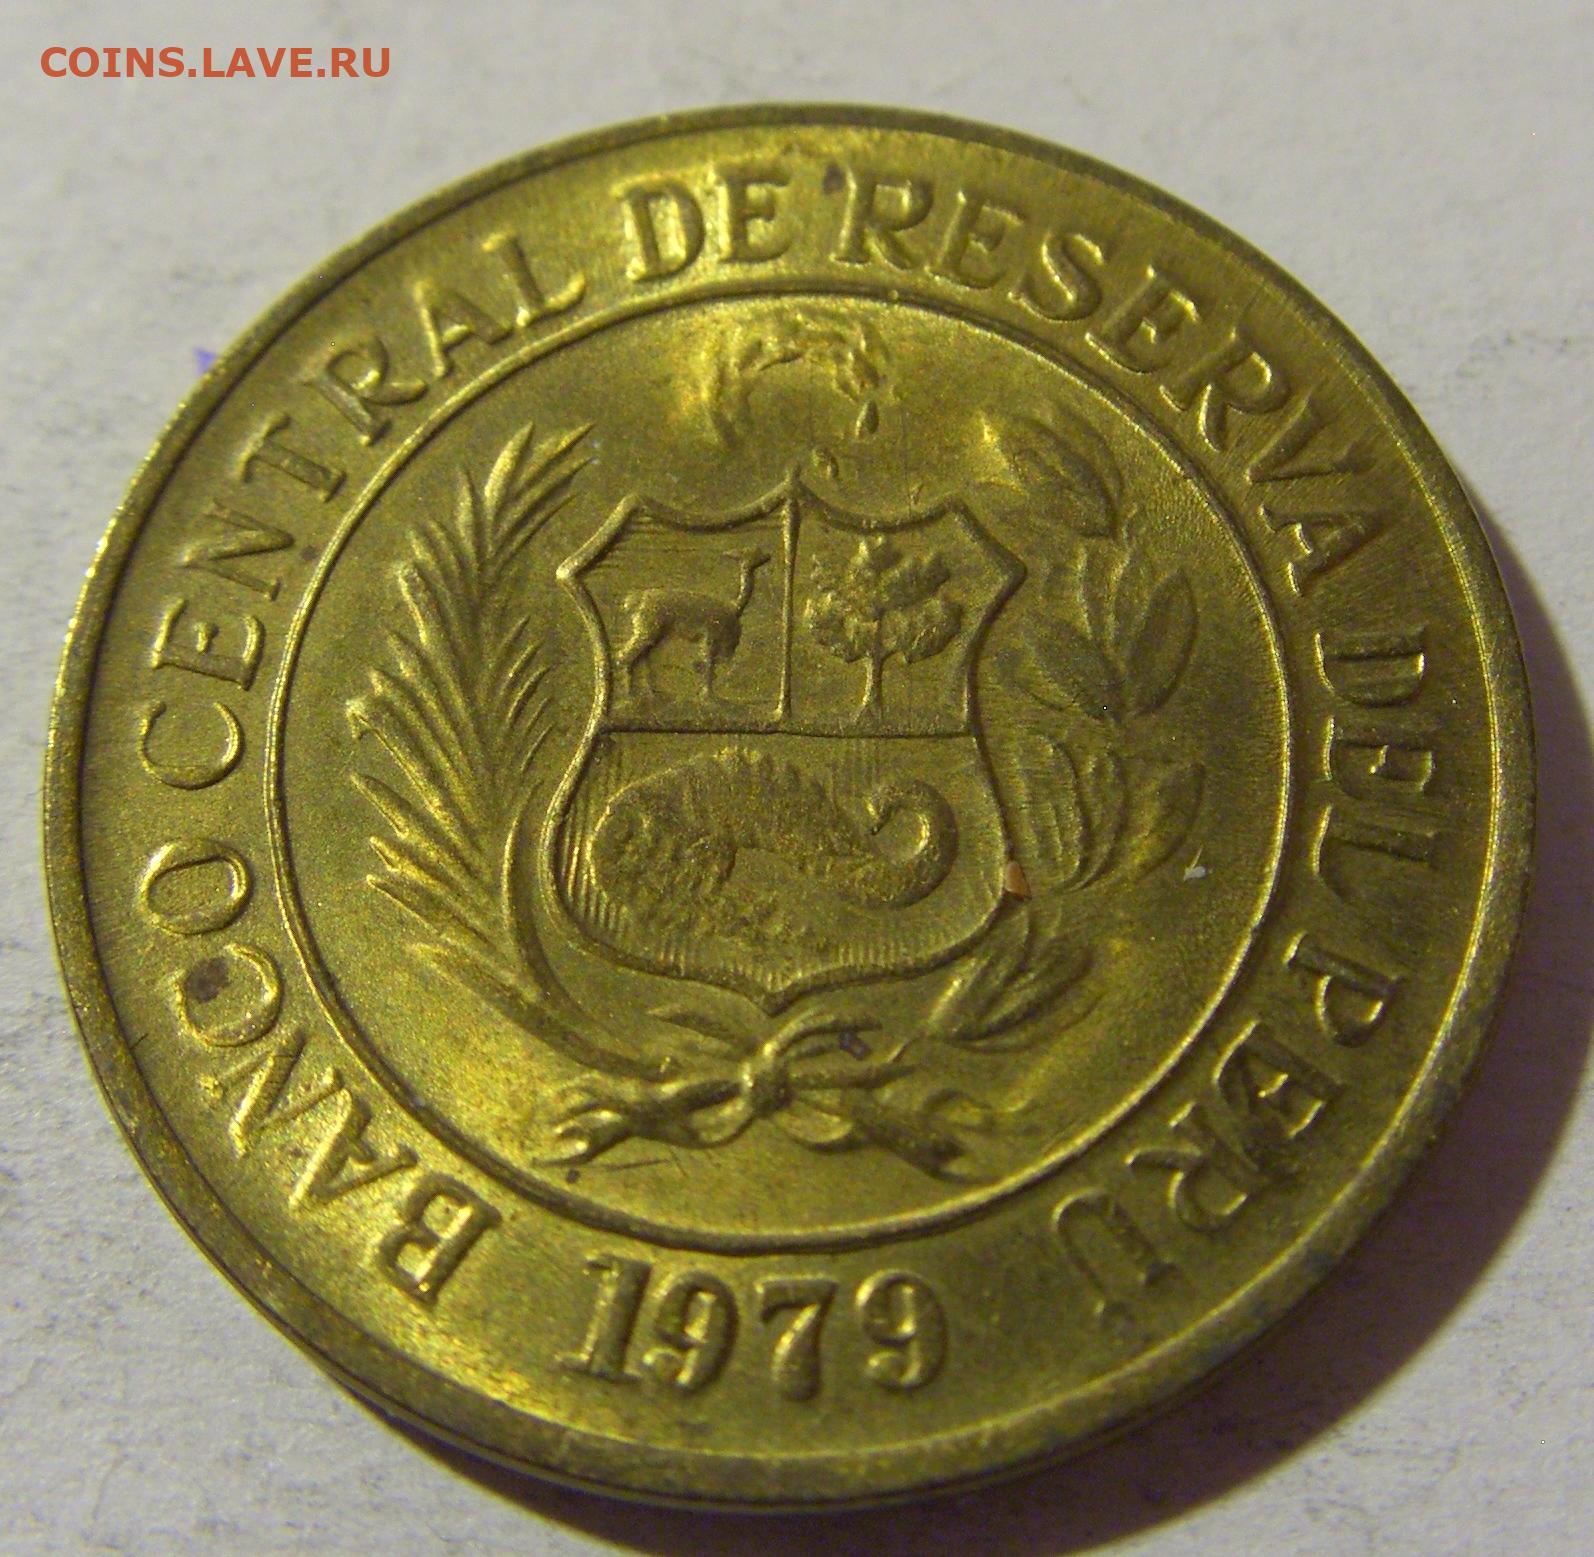 COINS.LAVE.RU
BANCO CENTRAL DE RESERVA DEL PERU
1979